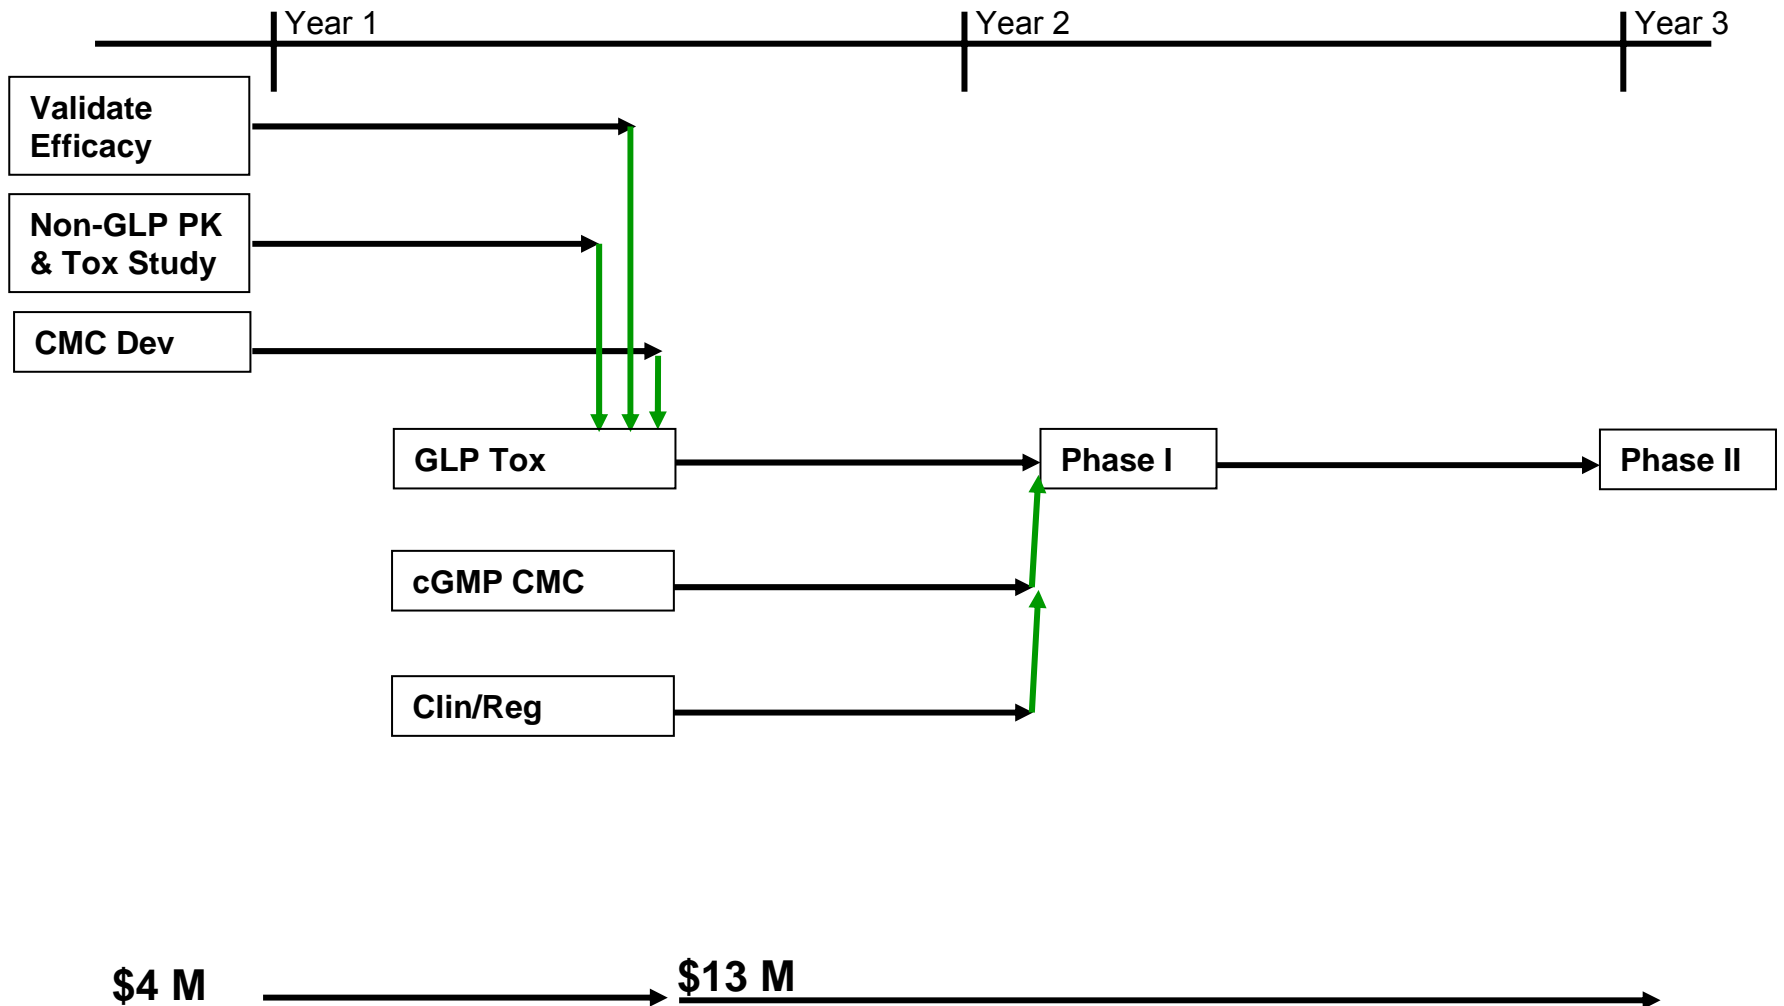 Year 1
Year 2
Year 3
Validate
Efficacy
Non-GLP PK
& Tox Study
CMC Dev
GLP Tox
Phase I
Phase II
cGMP CMC
Clin/Reg
$4 M
$13 M